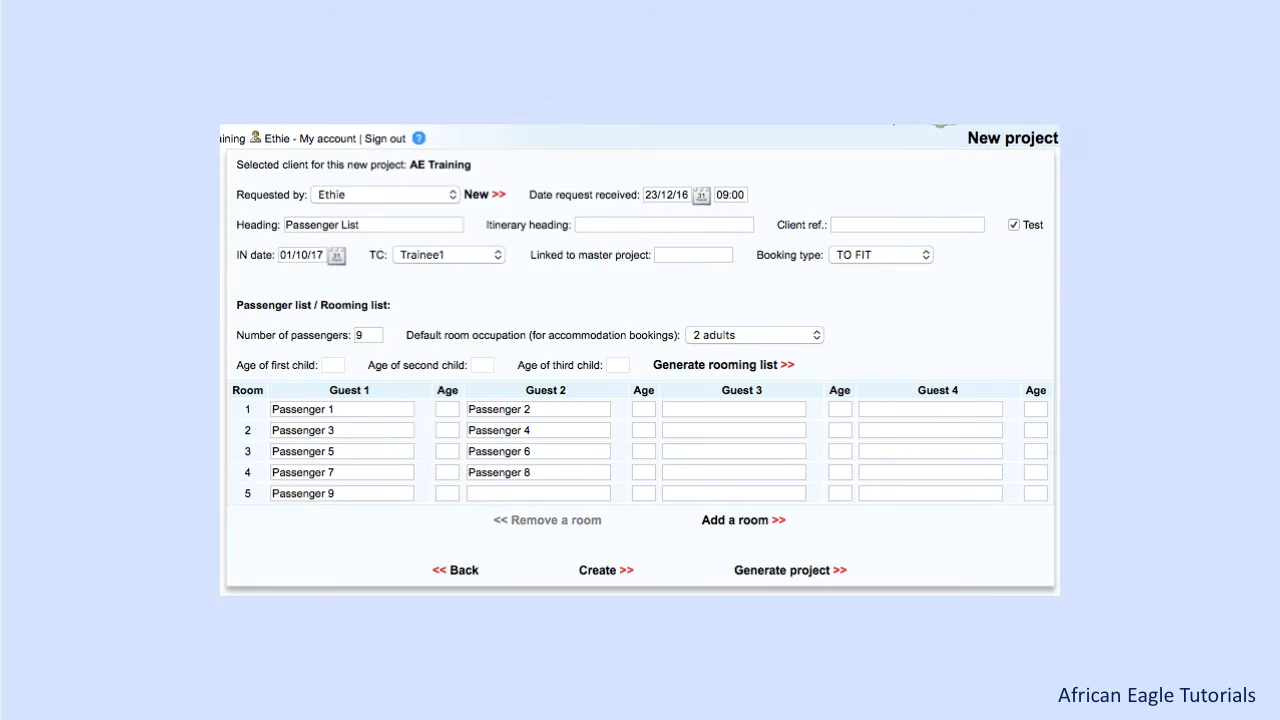 ining Ethie - My account | Sign out ? New project
Selected client for this new project: AE Training
Requested by: Ethie New >> Date request received: 23/12/16 31 09:00
Heading: Passenger List Itinerary heading: Client ref.: Test
IN date: 01/10/17 31 TC: Trainee1 Linked to master project: Booking type: TO FIT
Passenger list / Rooming list:
Number of passengers: 9 Default room occupation (for accommodation bookings): 2 adults
Age of first child: Age of second child: Age of third child: Generate rooming list >>
Room Guest 1 Age Guest 2 Age Guest 3 Age Guest 4 Age
1 Passenger 1 Passenger 2
2 Passenger 3 Passenger 4
3 Passenger 5 Passenger 6
4 Passenger 7 Passenger 8
5 Passenger 9
<< Remove a room Add a room >>
<< Back Create >> Generate project >>
African Eagle Tutorials